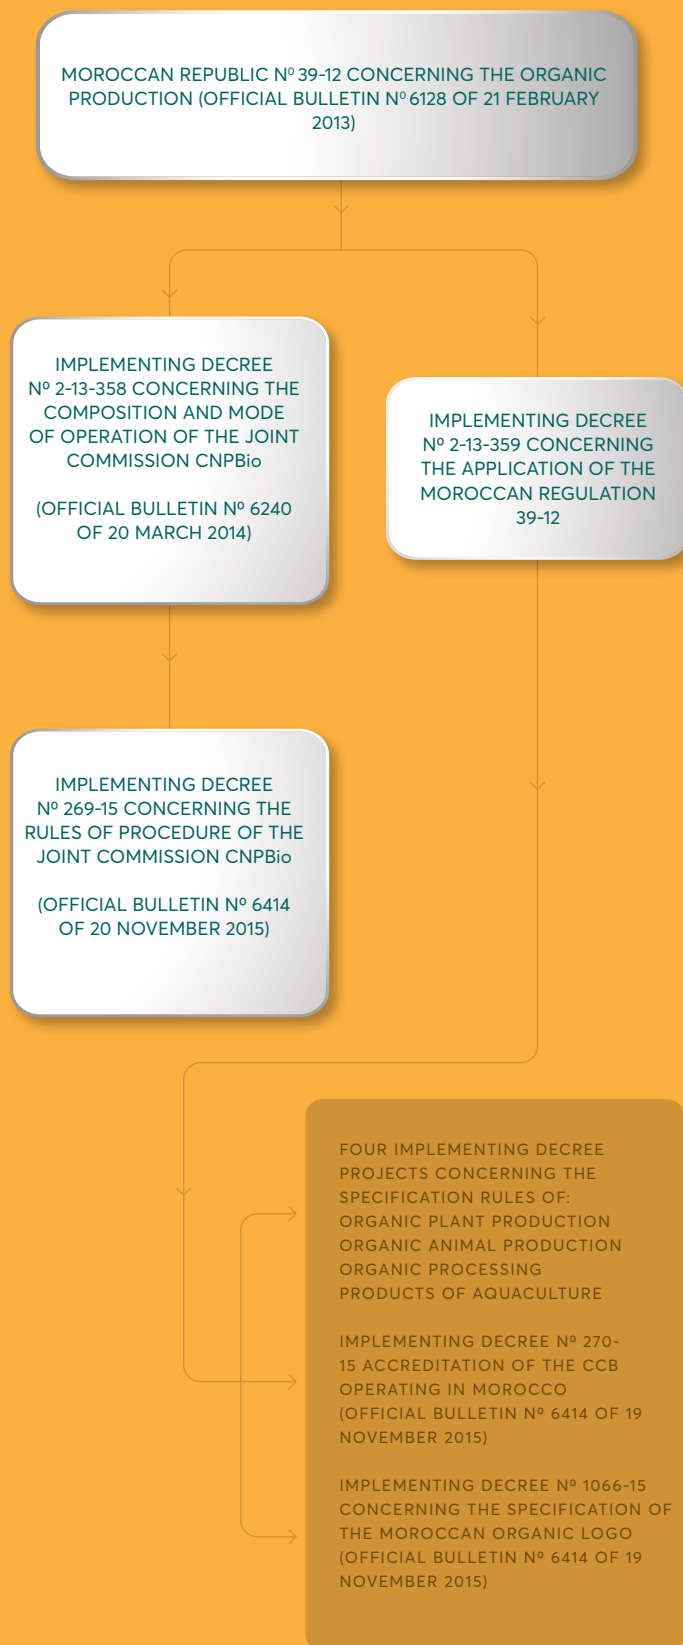 MOROCCAN REPUBLIC Nº 39-12 CONCERNING THE ORGANIC
PRODUCTION (OFFICIAL BULLETIN Nº 6128 OF 21 FEBRUARY
2013)
IMPLEMENTING DECREE
Nº 2-13-358 CONCERNING THE
COMPOSITION AND MODE
OF OPERATION OF THE JOINT
COMMISSION CNPBio
(OFFICIAL BULLETIN Nº 6240
OF 20 MARCH 2014)
IMPLEMENTING DECREE
Nº 2-13-359 CONCERNING
THE APPLICATION OF THE
MOROCCAN REGULATION
39-12
IMPLEMENTING DECREE
Nº 269-15 CONCERNING THE
RULES OF PROCEDURE OF THE
JOINT COMMISSION CNPBio
(OFFICIAL BULLETIN Nº 6414
OF 20 NOVEMBER 2015)
FOUR IMPLEMENTING DECREE
PROJECTS CONCERNING THE
SPECIFICATION RULES OF:
ORGANIC PLANT PRODUCTION
ORGANIC ANIMAL PRODUCTION
ORGANIC PROCESSING
PRODUCTS OF AQUACULTURE
IMPLEMENTING DECREE Nº 270-
15 ACCREDITATION OF THE CCB
OPERATING IN MOROCCO
(OFFICIAL BULLETIN Nº 6414 OF 19
NOVEMBER 2015)
IMPLEMENTING DECREE Nº 1066-15
CONCERNING THE SPECIFICATION OF
THE MOROCCAN ORGANIC LOGO
(OFFICIAL BULLETIN Nº 6414 OF 19
NOVEMBER 2015)